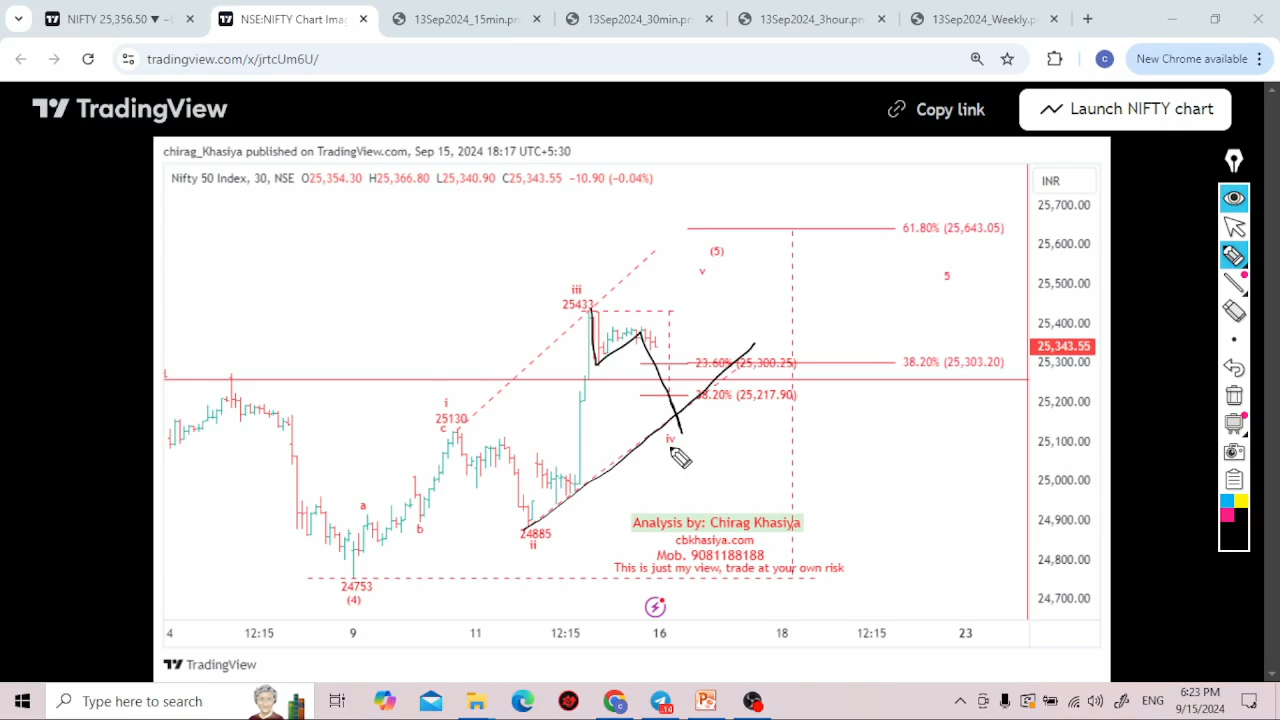 NIFTY 25,356.50 ▼ −
NSE:NIFTY Chart Ima
13Sep2024_15min.pn
13Sep2024_30min.pn
13Sep2024_3hour.pn
13Sep2024_Weekly.p
tradingview.com/x/jrtcUm6U/
C
New Chrome available
TradingView
Copy link
Launch NIFTY chart
chirag_Khasiya published on TradingView.com, Sep 15, 2024 18:17 UTC+5:30
Nifty 50 Index, 30, NSE O25,354.30 H25,366.80 L25,340.90 C25,343.55 −10.90 (−0.04%)
INR
25,700.00
61.80% (25,643.05)
25,600.00
(5)
v
5
25,500.00
iii
25433
25,400.00
25,343.55
23.60% (25,300.25)
38.20% (25,303.20)
25,300.00
38.20% (25,217.90)
i
25130
c
25,200.00
iv
25,100.00
25,000.00
a
b
24885
ii
24,900.00
Analysis by: Chirag Khasiya
cbkhasiya.com
Mob. 9081188188
This is just my view, trade at your own risk
24,800.00
24753
(4)
24,700.00
4 12:15 9 11 12:15 16 18 12:15 23
TradingView
Type here to search
14
ENG
6:23 PM
9/15/2024